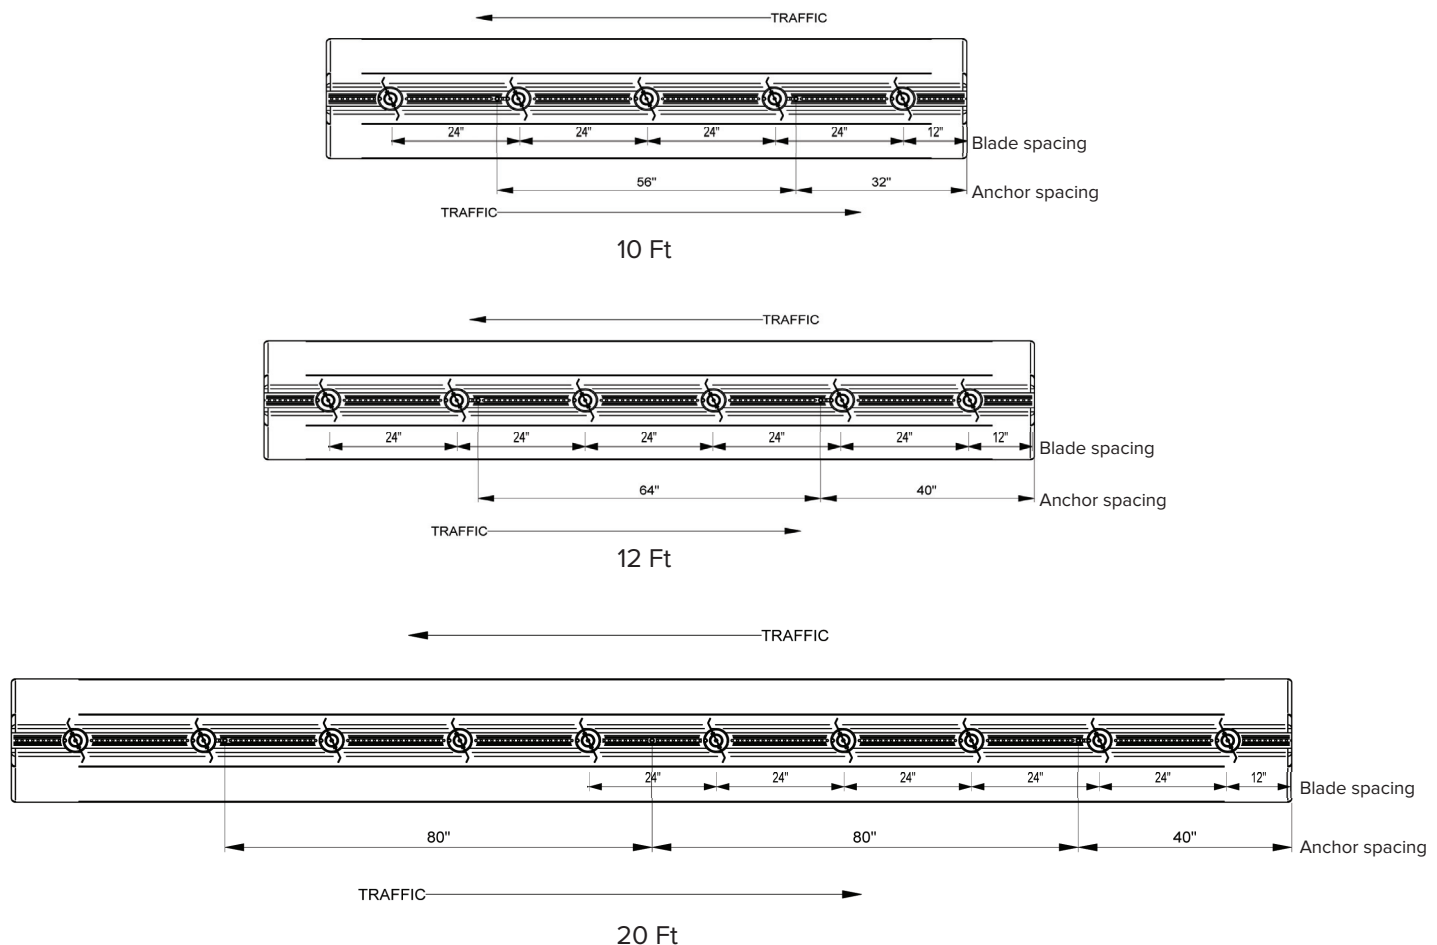 TRAFFIC
24" 24" 24" 24" 12" Blade spacing
56" 32" Anchor spacing
TRAFFIC
10 Ft
TRAFFIC
24" 24" 24" 24" 24" 12" Blade spacing
64" 40" Anchor spacing
TRAFFIC
12 Ft
TRAFFIC
24" 24" 24" 24" 24" 12" Blade spacing
80" 80" 40" Anchor spacing
TRAFFIC
20 Ft